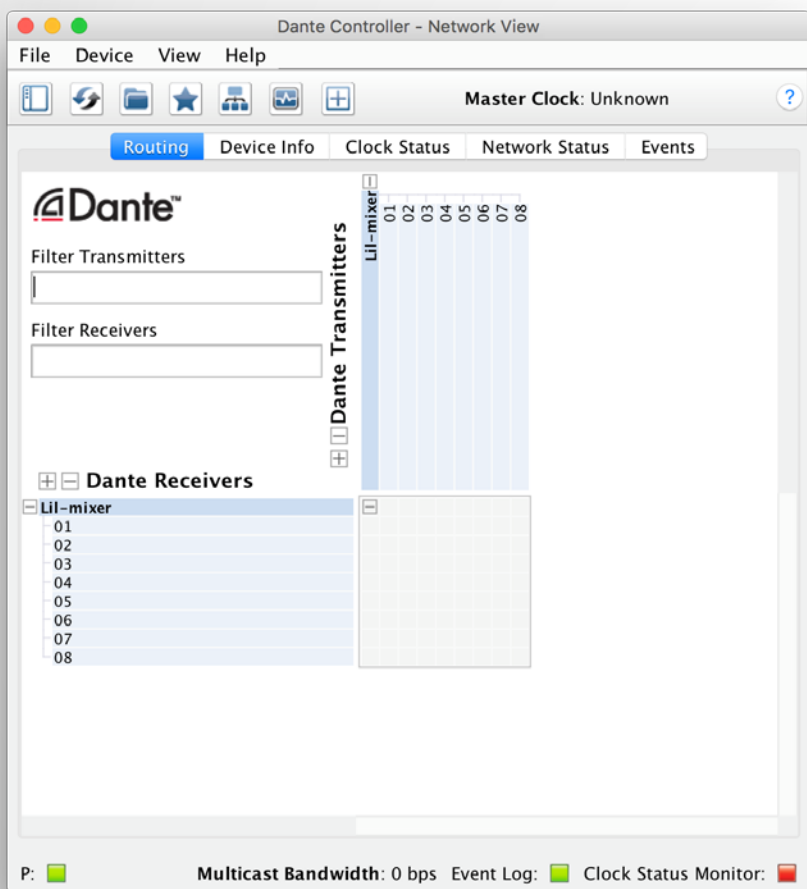 Dante Controller - Network View
File Device View Help
Master Clock: Unknown
?
Routing Device Info Clock Status Network Status Events
Dante™
Filter Transmitters
Filter Receivers
Dante Transmitters
Lil-mixer
01
02
03
04
05
06
07
08
Dante Receivers
Lil-mixer
01
02
03
04
05
06
07
08
P: Multicast Bandwidth: 0 bps Event Log: Clock Status Monitor: